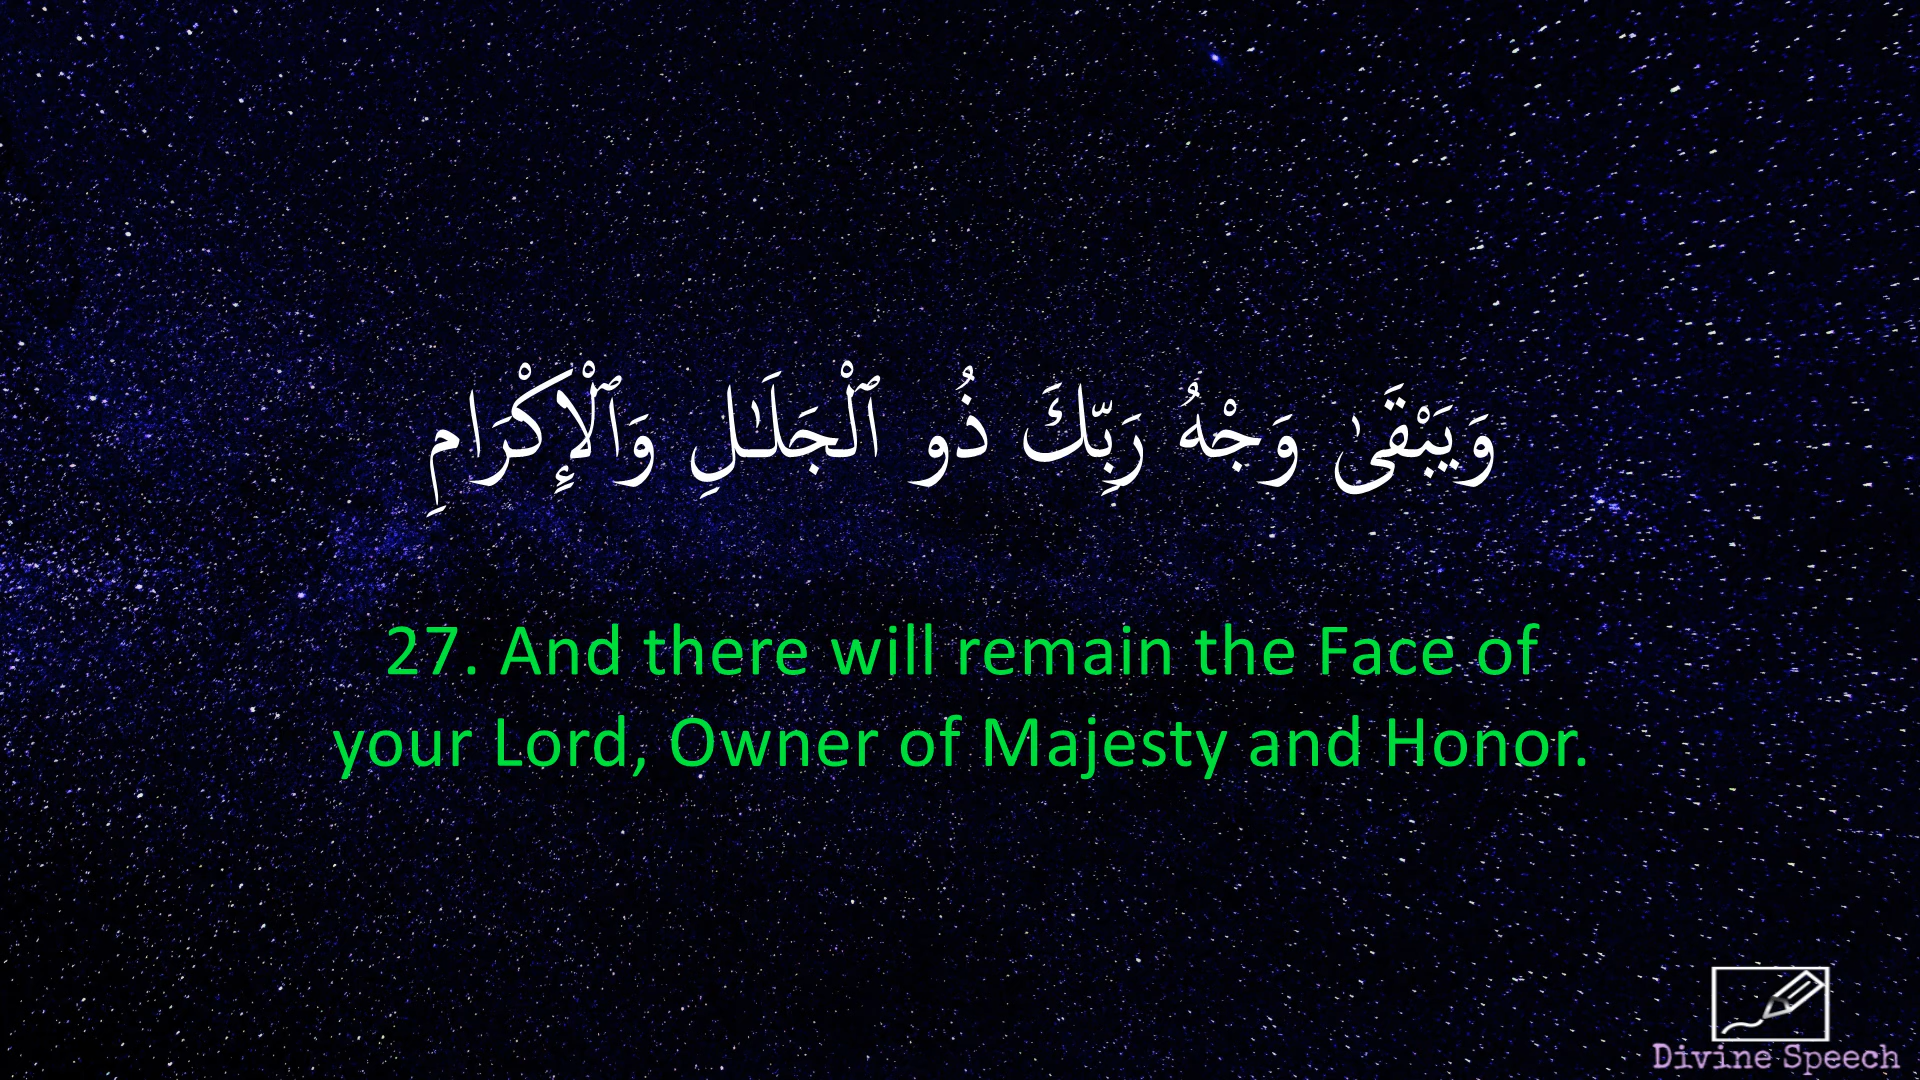 وَيَبْقَىٰ وَجْهُ رَبِّكَ ذُو ٱلْجَلَـٰلِ وَٱلْإِكْرَامِ
27. And there will remain the Face of
your Lord, Owner of Majesty and Honor.
Divine Speech